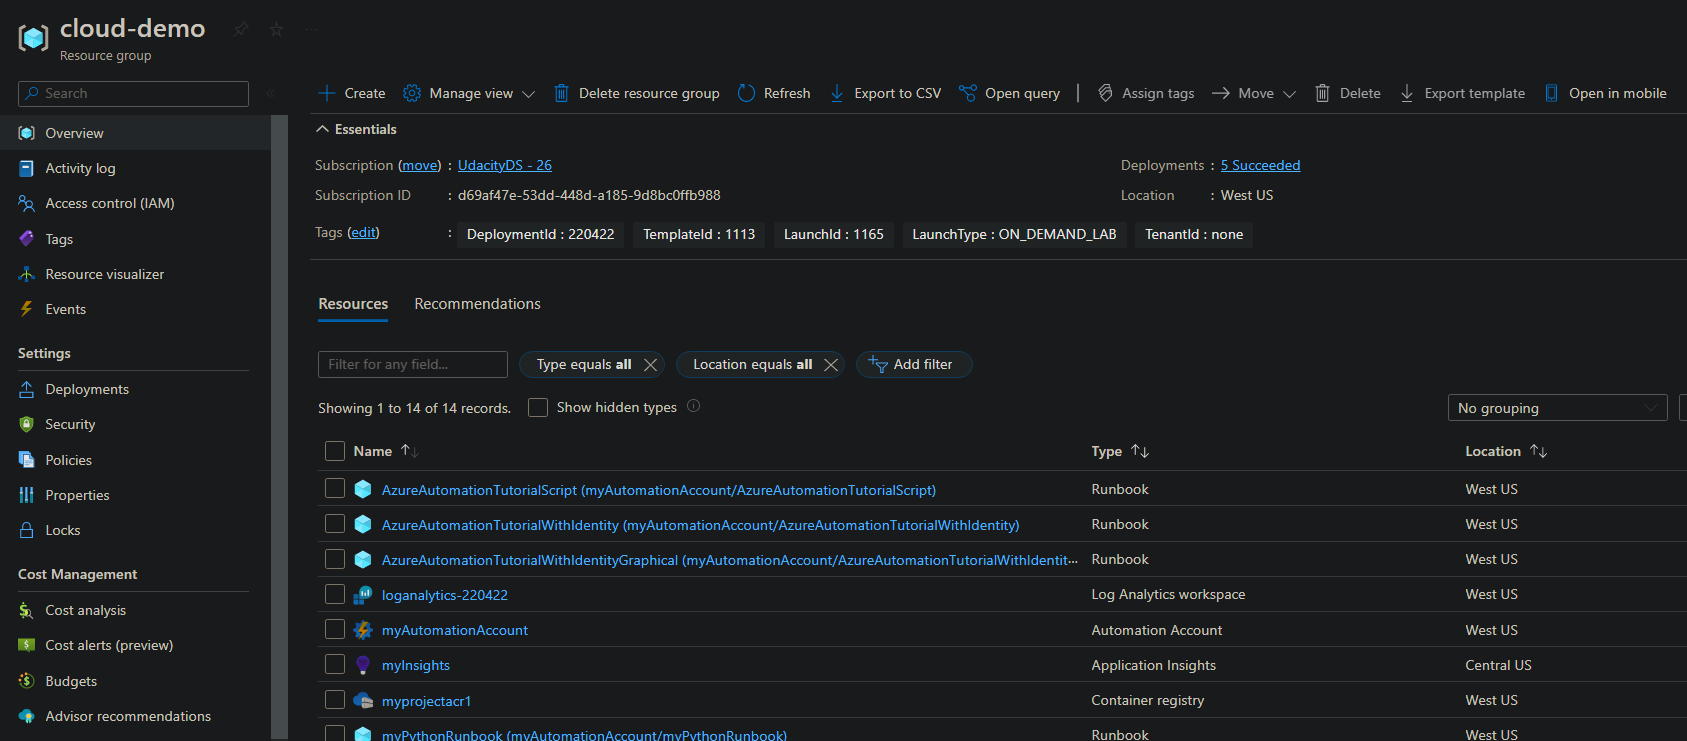 cloud-demo
Resource group
Search
Create Manage view Delete resource group Refresh Export to CSV Open query Assign tags Move Delete Export template Open in mobile
Overview
Activity log
Access control (IAM)
Tags
Resource visualizer
Events
Settings
Deployments
Security
Policies
Properties
Locks
Cost Management
Cost analysis
Cost alerts (preview)
Budgets
Advisor recommendations
Essentials
Subscription (move) : UdacityDS - 26
Deployments : 5 Succeeded
Subscription ID : d69af47e-53dd-448d-a185-9d8bc0ffb988
Location : West US
Tags (edit) : DeploymentId : 220422 TemplateId : 1113 LaunchId : 1165 LaunchType : ON_DEMAND_LAB TenantId : none
Resources Recommendations
Filter for any field... Type equals all Location equals all Add filter
Showing 1 to 14 of 14 records. Show hidden types No grouping
Name Type Location
AzureAutomationTutorialScript (myAutomationAccount/AzureAutomationTutorialScript) Runbook West US
AzureAutomationTutorialWithIdentity (myAutomationAccount/AzureAutomationTutorialWithIdentity) Runbook West US
AzureAutomationTutorialWithIdentityGraphical (myAutomationAccount/AzureAutomationTutorialWithIdentit... Runbook West US
loganalytics-220422 Log Analytics workspace West US
myAutomationAccount Automation Account West US
myInsights Application Insights Central US
myprojectacr1 Container registry West US
myPythonRunbook (myAutomationAccount/myPythonRunbook) Runbook West US